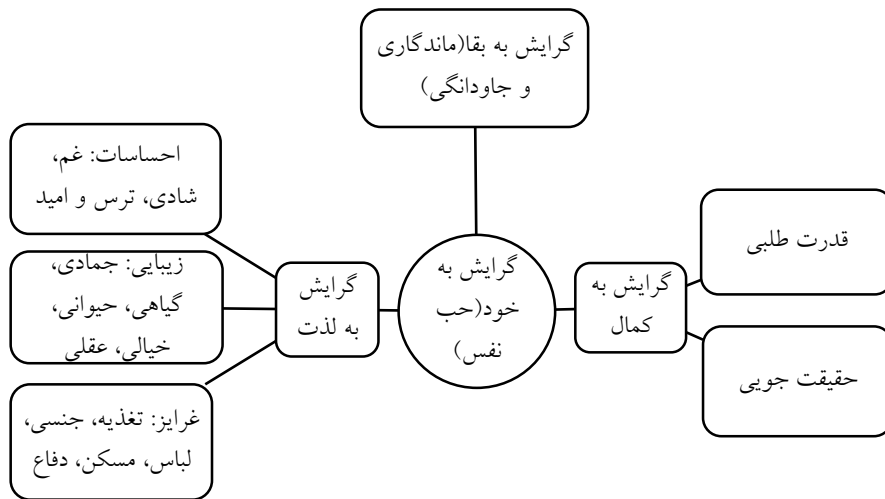 گرایش به بقا(ماندگاری
و جاودانگی)
قدرت طلبی
حقیقت جویی
گرایش به
کمال
گرایش به
خود(حب
نفس)
گرایش
به لذت
احساسات: غم،
شادی، ترس و امید
زیبایی: جمادی،
گیاهی، حیوانی،
خیالی، عقلی
غرایز: تغذیه، جنسی،
لباس، مسکن، دفاع